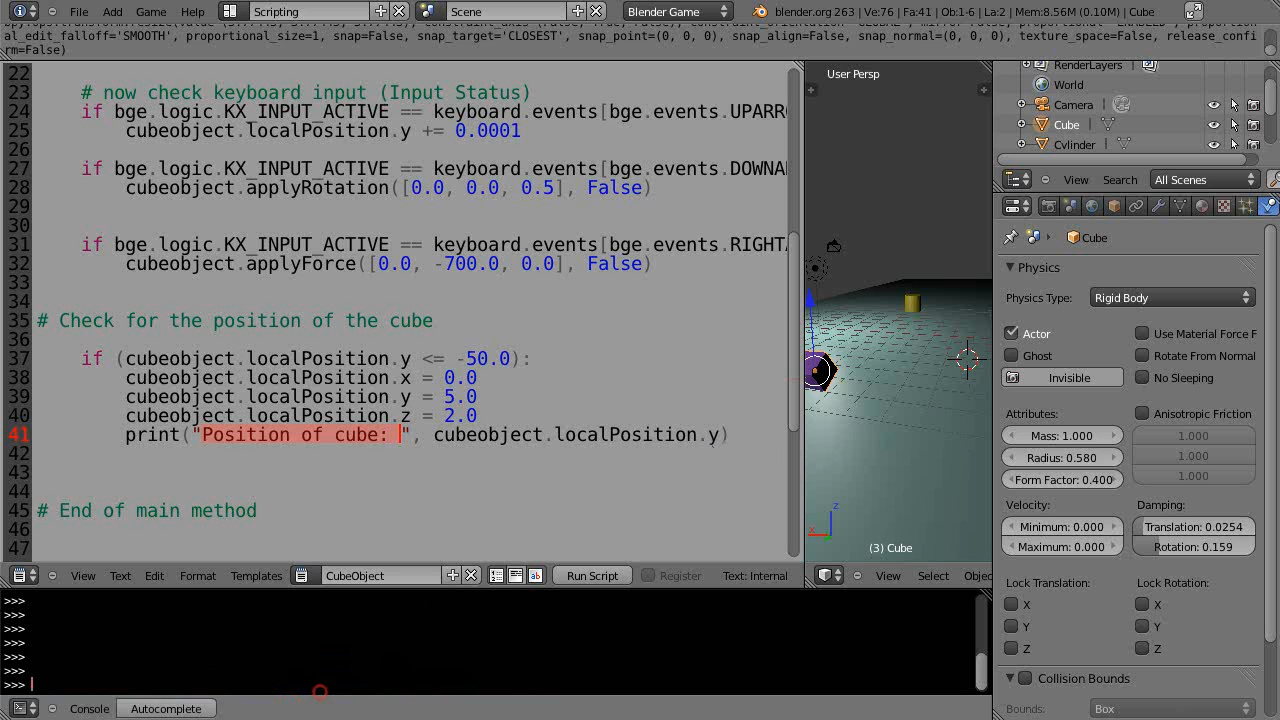 File Add Game Help Scripting Scene Blender Game blender.org 263 | Ve:76 | Fa:41 | Ob:1-6 | La:2 | Mem:8.56M (0.10M) | Cube
al_edit_falloff='SMOOTH', proportional_size=1, snap=False, snap_target='CLOSEST', snap_point=(0, 0, 0), snap_align=False, snap_normal=(0, 0, 0), texture_space=False, release_confi
rm=False)
22
23 # now check keyboard input (Input Status)
24 if bge.logic.KX_INPUT_ACTIVE == keyboard.events[bge.events.UPARR
25 cubeobject.localPosition.y += 0.0001
26
27 if bge.logic.KX_INPUT_ACTIVE == keyboard.events[bge.events.DOWNA
28 cubeobject.applyRotation([0.0, 0.0, 0.5], False)
29
30
31 if bge.logic.KX_INPUT_ACTIVE == keyboard.events[bge.events.RIGHT
32 cubeobject.applyForce([0.0, -700.0, 0.0], False)
33
34
35 # Check for the position of the cube
36
37 if (cubeobject.localPosition.y <= -50.0):
38 cubeobject.localPosition.x = 0.0
39 cubeobject.localPosition.y = 5.0
40 cubeobject.localPosition.z = 2.0
41 print("Position of cube: ", cubeobject.localPosition.y)
42
43
44
45 # End of main method
46
47
View Text Edit Format Templates CubeObject Run Script Register Text: Internal
User Persp
z
x
(3) Cube
View Select Objec
RenderLayers
World
Camera
Cube
Cylinder
View Search All Scenes
Cube
Physics
Physics Type: Rigid Body
Actor Use Material Force F
Ghost Rotate From Normal
Invisible No Sleeping
Attributes: Anisotropic Friction
Mass: 1.000 1.000
Radius: 0.580 1.000
Form Factor: 0.400 1.000
Velocity: Damping:
Minimum: 0.000 Translation: 0.0254
Maximum: 0.000 Rotation: 0.159
Lock Translation: Lock Rotation:
X X
Y Y
Z Z
Collision Bounds
Bounds: Box
>>>
>>>
>>>
>>>
>>>
>>>
>>>
Console Autocomplete